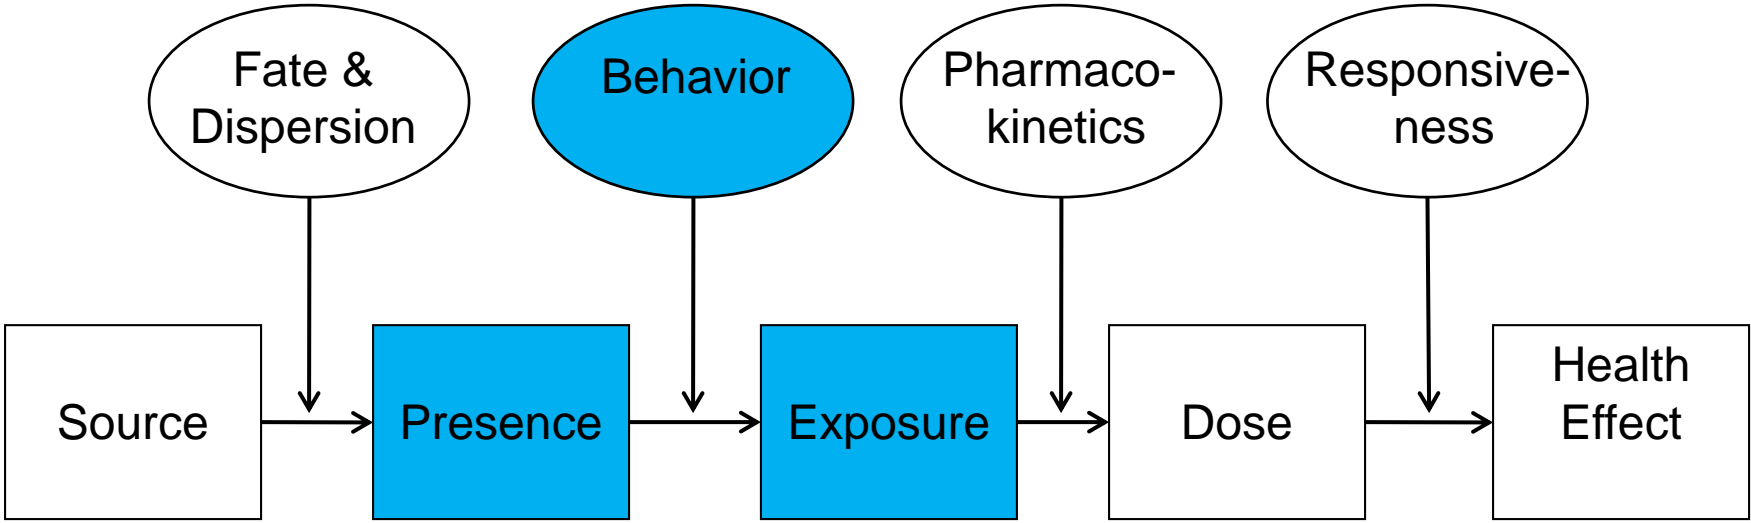 Fate &
Dispersion
Behavior
Pharmaco-
kinetics
Responsive-
ness
Source
Presence
Exposure
Dose
Health
Effect